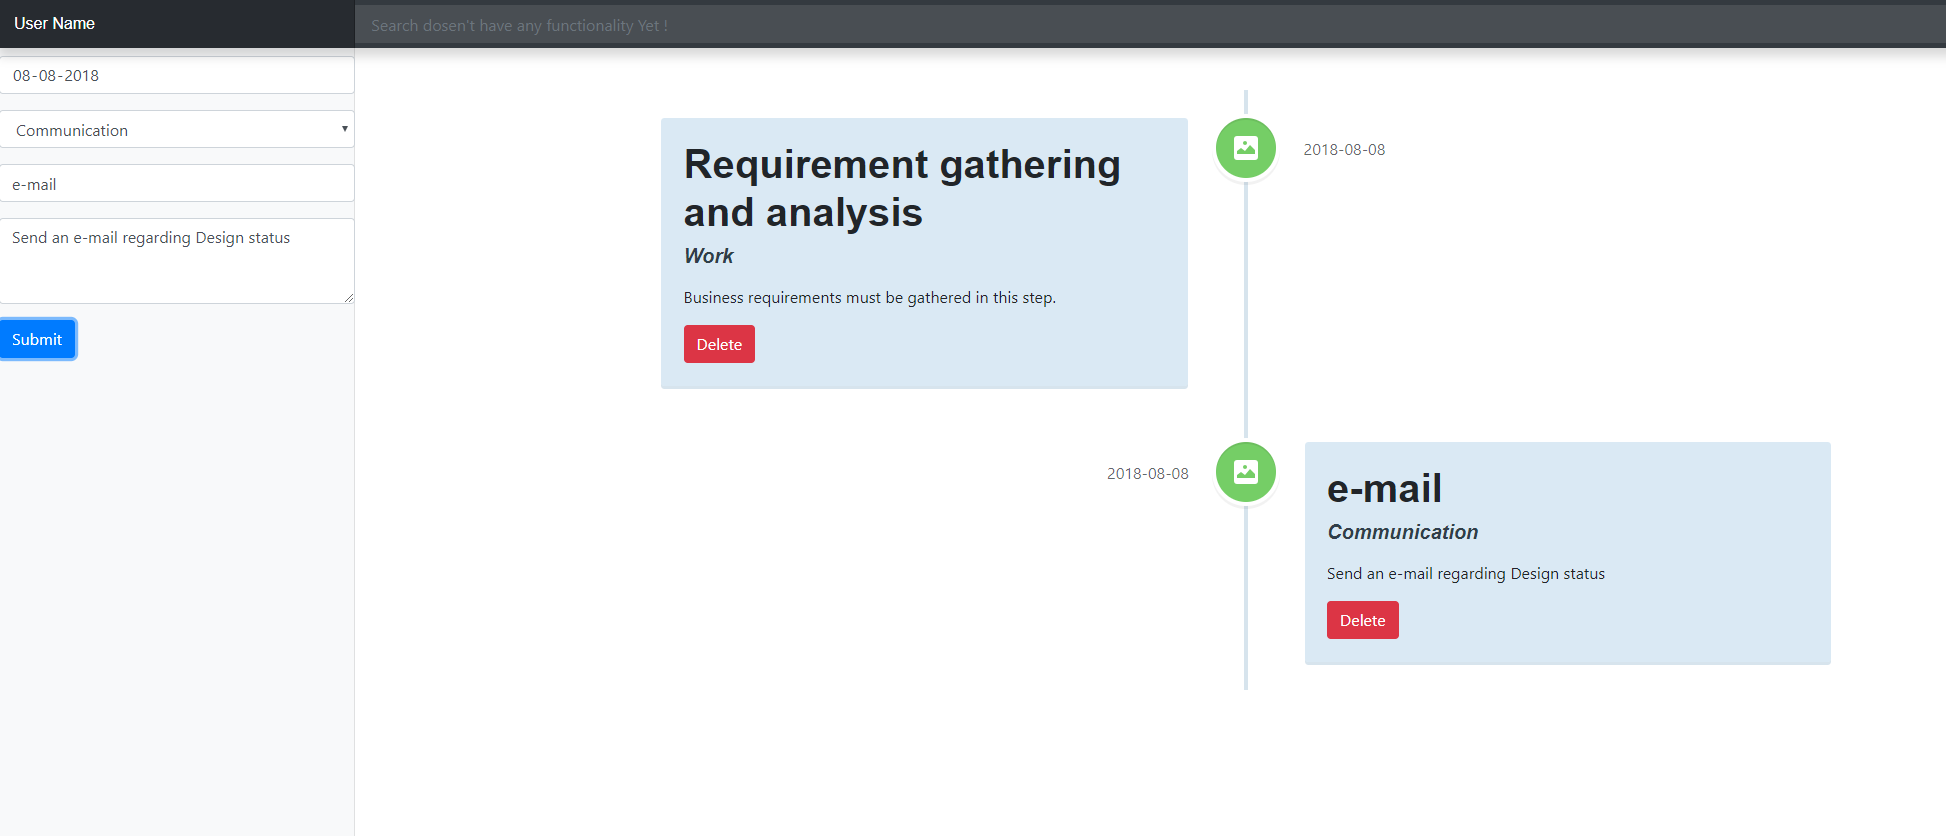 User Name
Search dosen't have any functionality Yet !
08-08-2018
Communication
e-mail
Send an e-mail regarding Design status
Submit
Requirement gathering
and analysis
Work
Business requirements must be gathered in this step.
Delete
2018-08-08
2018-08-08
e-mail
Communication
Send an e-mail regarding Design status
Delete